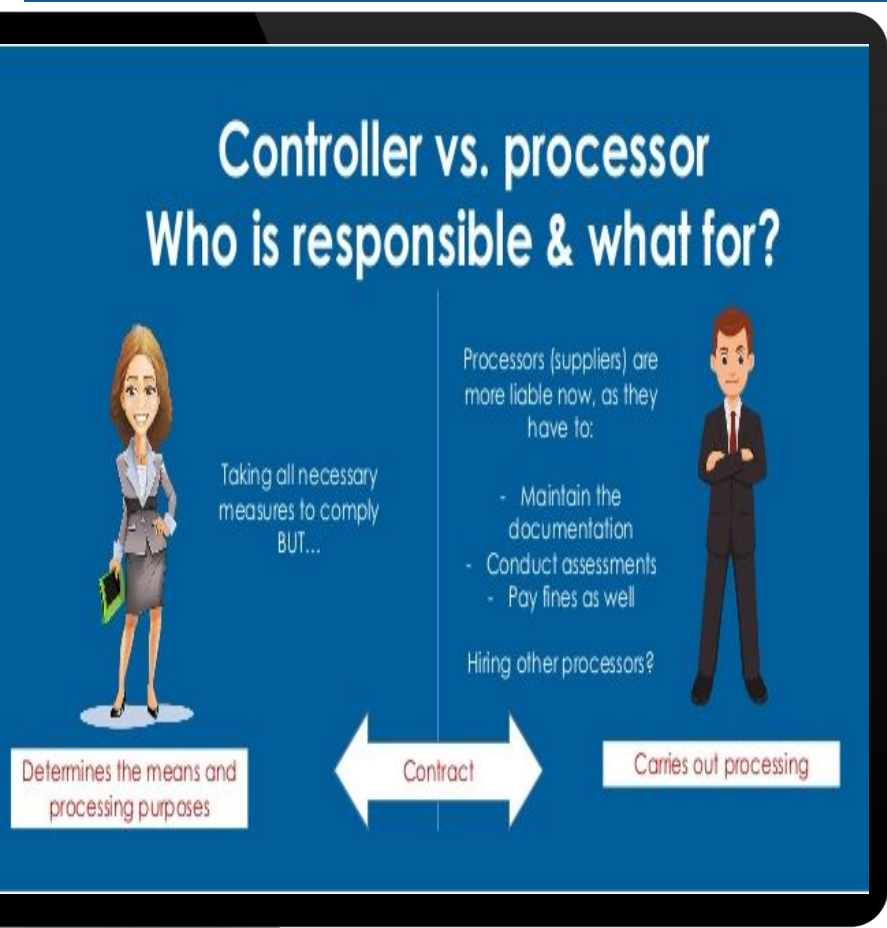 Controller vs. processor
Who is responsible & what for?
Taking all necessary
measures to comply
BUT...
Processors (suppliers) are
more liable now, as they
have to:
- Maintain the
documentation
- Conduct assessments
- Pay fines as well
Hiring other processors?
Determines the means and
processing purposes
Contract
Carries out processing